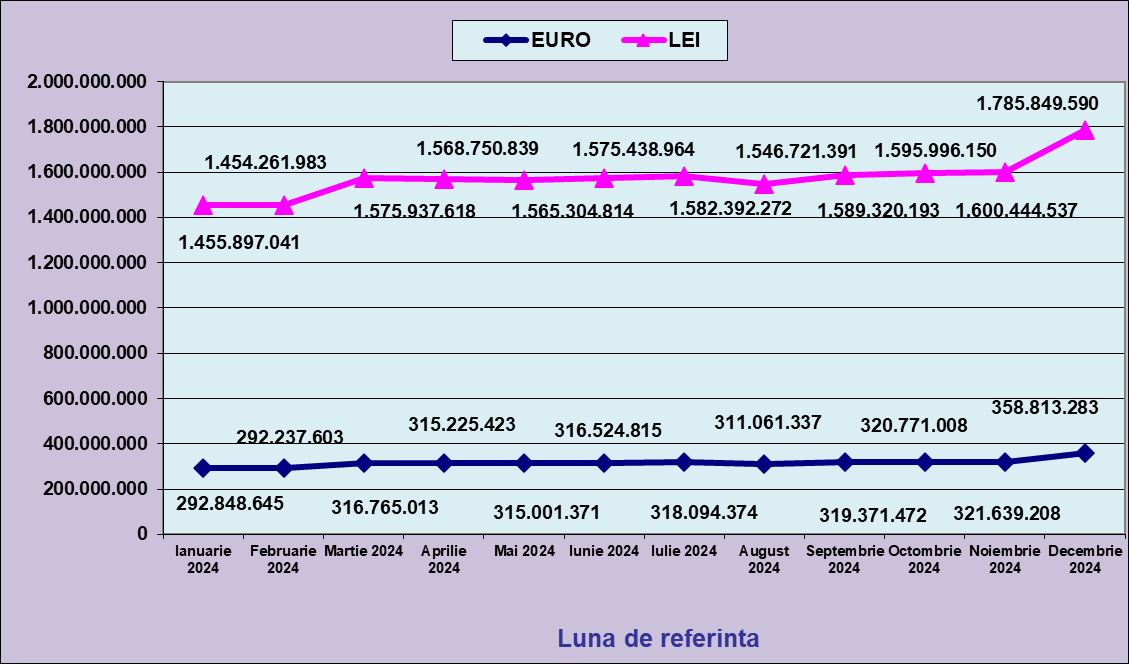 EURO LEI
2.000.000.000
1.800.000.000
1.600.000.000
1.400.000.000
1.200.000.000
1.000.000.000
800.000.000
600.000.000
400.000.000
200.000.000
0
1.785.849.590
1.454.261.983 1.568.750.839 1.575.438.964 1.546.721.391 1.595.996.150
1.455.897.041 1.575.937.618 1.565.304.814 1.582.392.272 1.589.320.193 1.600.444.537
292.237.603 315.225.423 316.524.815 311.061.337 320.771.008 358.813.283
292.848.645 316.765.013 315.001.371 318.094.374 319.371.472 321.639.208
Ianuarie Februarie Martie 2024 Aprilie Mai 2024 Iunie 2024 Iulie 2024 August Septembrie Octombrie Noiembrie Decembrie
2024 2024 2024 2024 2024 2024 2024 2024
Luna de referinta